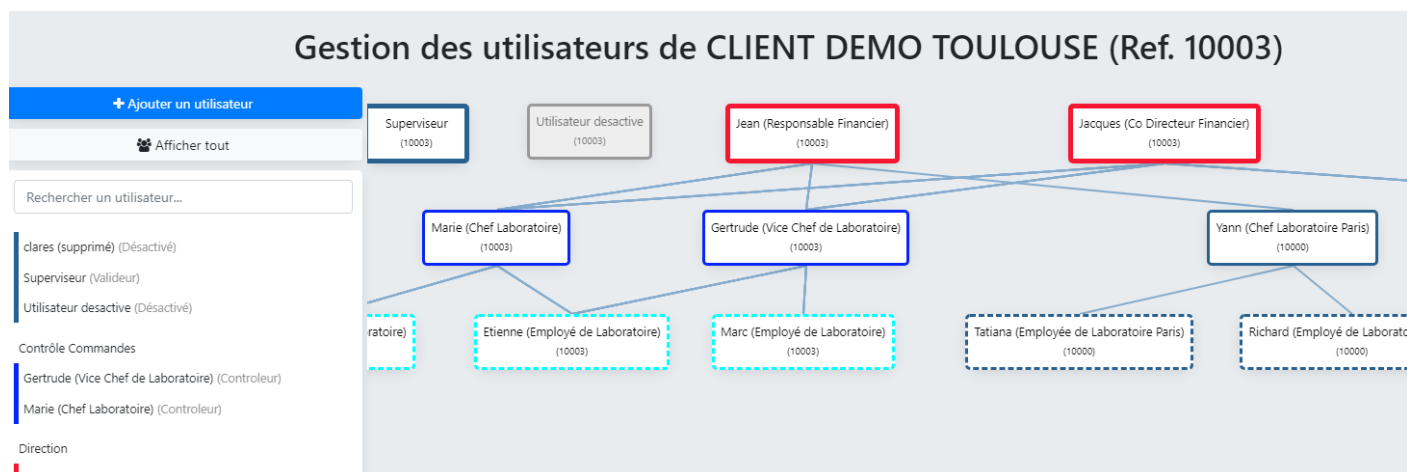 Gestion des utilisateurs de CLIENT DEMO TOULOUSE (Ref. 10003)
Ajouter un utilisateur
Afficher tout
Rechercher un utilisateur...
clares (supprimé) (Désactivé)
Superviseur (Valideur)
Utilisateur desactive (Désactivé)
Contrôle Commandes
Gertrude (Vice Chef de Laboratoire) (Controleur)
Marie (Chef Laboratoire) (Controleur)
Direction
Superviseur
(10003)
Utilisateur desactive
(10003)
Jean (Responsable Financier)
(10003)
Jacques (Co Directeur Financier)
(10003)
Marie (Chef Laboratoire)
(10003)
Gertrude (Vice Chef de Laboratoire)
(10003)
Yann (Chef Laboratoire Paris)
(10000)
Etienne (Employé de Laboratoire)
(10003)
Marc (Employé de Laboratoire)
(10003)
Tatiana (Employée de Laboratoire Paris)
(10000)
Richard (Employé de
(10000)